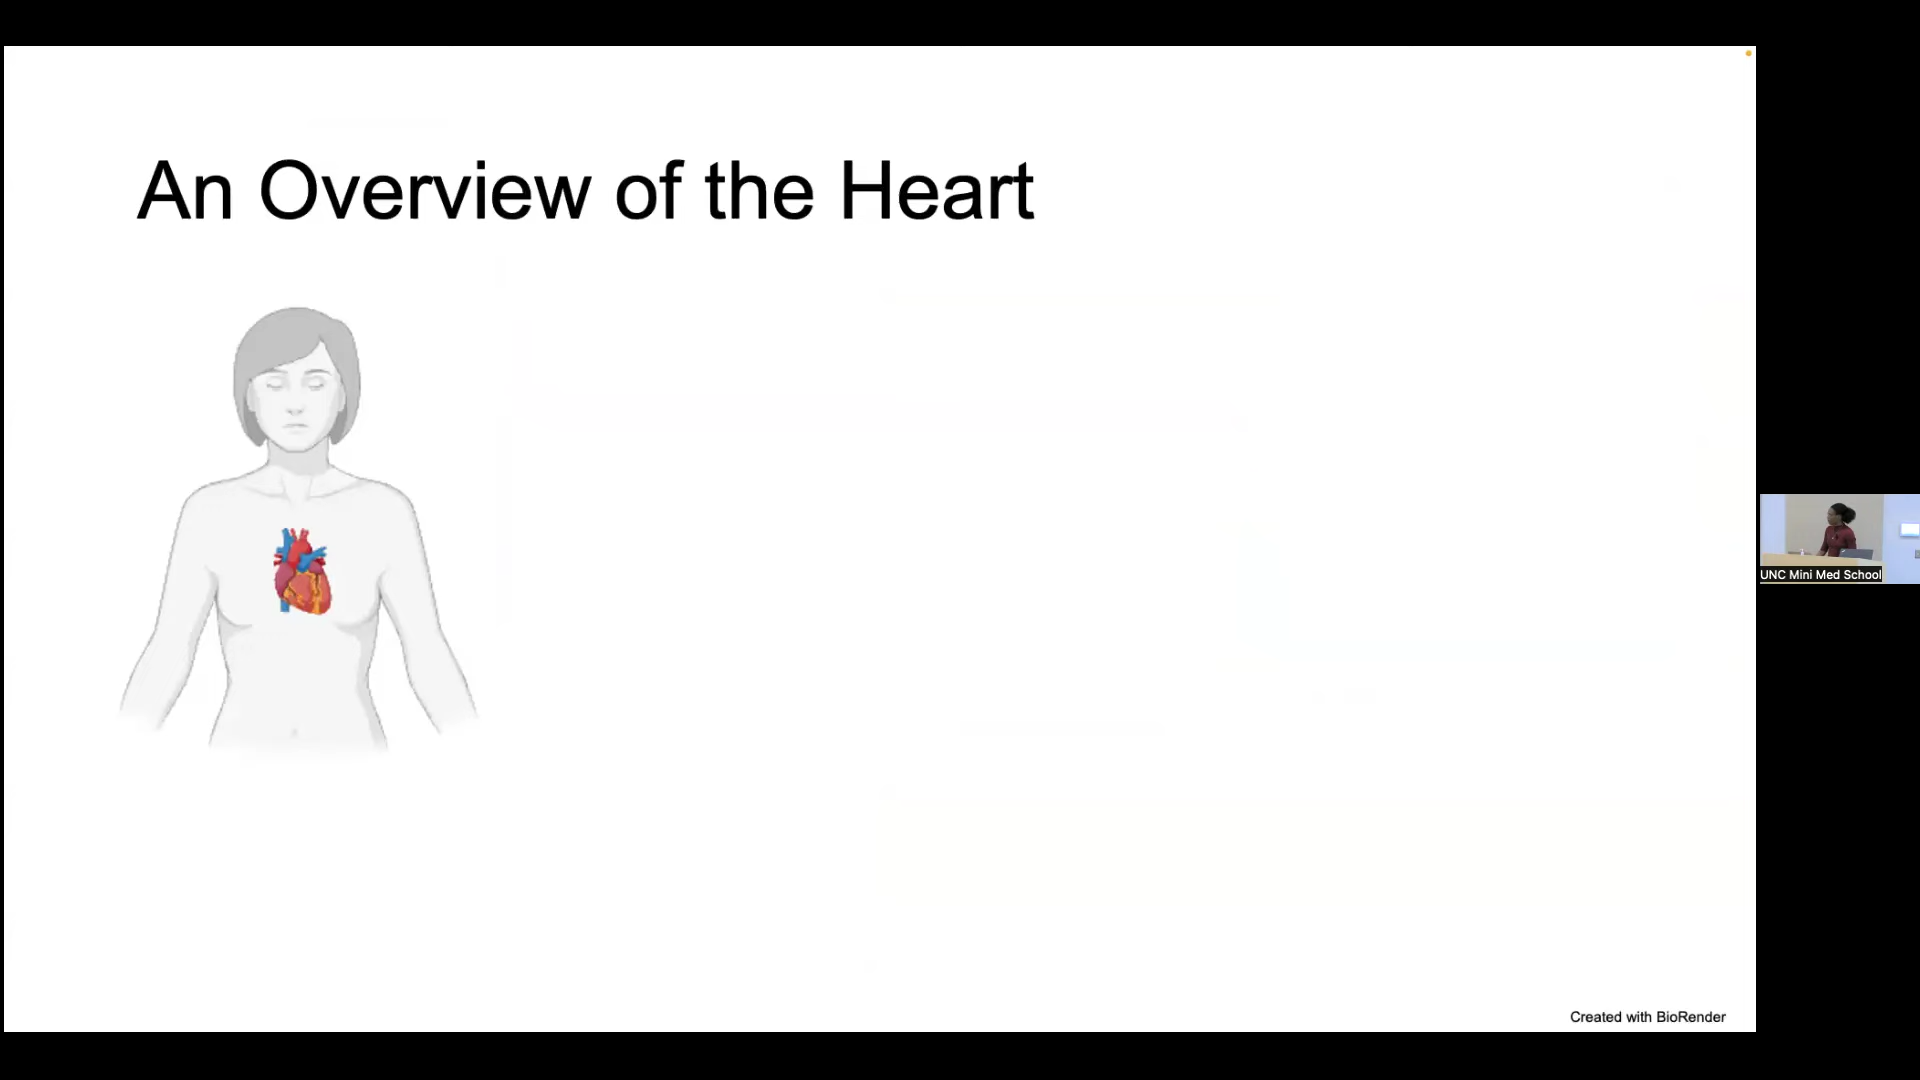 An Overview of the Heart
UNC Mini Med School
Created with BioRender